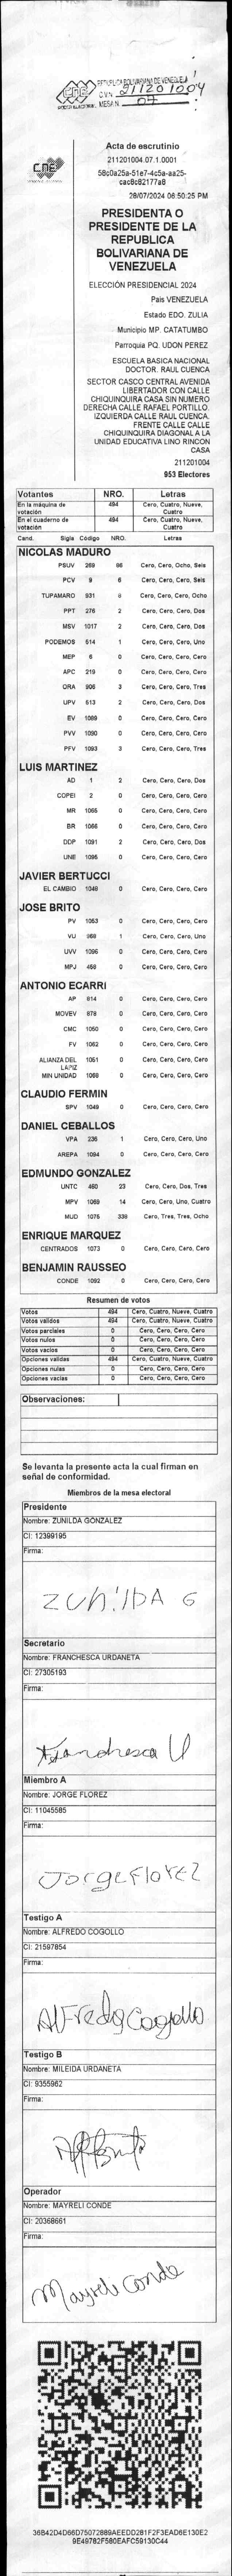 REPUBLICA BOLIVARIANA DE VENEZUELA
C.V.N. 211201004
MESA N. 07
CNE
PODER ELECTORAL
CNE
Acta de escrutinio
211201004.07.1.0001
58c0a25a-51e7-4c5a-aa25-
cac8c82177a8
28/07/2024 06:50:25 PM
PRESIDENTA O
PRESIDENTE DE LA
REPUBLICA
BOLIVARIANA DE
VENEZUELA
ELECCIÓN PRESIDENCIAL 2024
Pais VENEZUELA
Estado EDO. ZULIA
Municipio MP. CATATUMBO
Parroquia PQ. UDON PEREZ
ESCUELA BASICA NACIONAL
DOCTOR. RAUL CUENCA
SECTOR CASCO CENTRAL AVENIDA
LIBERTADOR CON CALLE
CHIQUINQUIRA CASA SIN NUMERO
DERECHA CALLE RAFAEL PORTILLO.
IZQUIERDA CALLE RAUL CUENCA.
FRENTE CALLE CALLE
CHIQUINQUIRA DIAGONAL A LA
UNIDAD EDUCATIVA LINO RINCON
CASA
211201004
953 Electores
Votantes NRO. Letras
En la máquina de votación 494 Cero, Cuatro, Nueve, Cuatro
En el cuaderno de votación 494 Cero, Cuatro, Nueve, Cuatro
Cand. Sigla Código NRO. Letras
NICOLAS MADURO
PSUV 269 86 Cero, Cero, Ocho, Seis
PCV 9 6 Cero, Cero, Cero, Seis
TUPAMARO 931 8 Cero, Cero, Cero, Ocho
PPT 276 2 Cero, Cero, Cero, Dos
MSV 1017 2 Cero, Cero, Cero, Dos
PODEMOS 514 1 Cero, Cero, Cero, Uno
MEP 6 0 Cero, Cero, Cero, Cero
APC 219 0 Cero, Cero, Cero, Cero
ORA 906 3 Cero, Cero, Cero, Tres
UPV 513 2 Cero, Cero, Cero, Dos
EV 1089 0 Cero, Cero, Cero, Cero
PVV 1090 0 Cero, Cero, Cero, Cero
PFV 1093 3 Cero, Cero, Cero, Tres
LUIS MARTINEZ
AD 1 2 Cero, Cero, Cero, Dos
COPEI 2 0 Cero, Cero, Cero, Cero
MR 1065 0 Cero, Cero, Cero, Cero
BR 1066 0 Cero, Cero, Cero, Cero
DDP 1091 2 Cero, Cero, Cero, Dos
UNE 1095 0 Cero, Cero, Cero, Cero
JAVIER BERTUCCI
EL CAMBIO 1048 0 Cero, Cero, Cero, Cero
JOSE BRITO
PV 1053 0 Cero, Cero, Cero, Cero
VU 968 1 Cero, Cero, Cero, Uno
UVV 1096 0 Cero, Cero, Cero, Cero
MPJ 458 0 Cero, Cero, Cero, Cero
ANTONIO ECARRI
AP 614 0 Cero, Cero, Cero, Cero
MOVEV 878 0 Cero, Cero, Cero, Cero
CMC 1050 0 Cero, Cero, Cero, Cero
FV 1062 0 Cero, Cero, Cero, Cero
ALIANZA DEL LÁPIZ 1051 0 Cero, Cero, Cero, Cero
MIN UNIDAD 1068 0 Cero, Cero, Cero, Cero
CLAUDIO FERMIN
SPV 1049 0 Cero, Cero, Cero, Cero
DANIEL CEBALLOS
VPA 236 1 Cero, Cero, Cero, Uno
AREPA 1094 0 Cero, Cero, Cero, Cero
EDMUNDO GONZALEZ
UNTC 460 23 Cero, Cero, Dos, Tres
MPV 1069 14 Cero, Cero, Uno, Cuatro
MUD 1075 338 Cero, Tres, Tres, Ocho
ENRIQUE MARQUEZ
CENTRADOS 1073 0 Cero, Cero, Cero, Cero
BENJAMIN RAUSSEO
CONDE 1092 0 Cero, Cero, Cero, Cero
Resumen de votos
Votos 494 Cero, Cuatro, Nueve, Cuatro
Votos válidos 494 Cero, Cuatro, Nueve, Cuatro
Votos parciales 0 Cero, Cero, Cero, Cero
Votos nulos 0 Cero, Cero, Cero, Cero
Votos vacios 0 Cero, Cero, Cero, Cero
Opciones validas 494 Cero, Cuatro, Nueve, Cuatro
Opciones nulas 0 Cero, Cero, Cero, Cero
Opciones vacias 0 Cero, Cero, Cero, Cero
Observaciones:
Se levanta la presente acta la cual firman en
señal de conformidad.
Miembros de la mesa electoral
Presidente
Nombre: ZUNILDA GONZALEZ
CI: 12399195
Firma:
ZUNILDA G
Secretario
Nombre: FRANCHESCA URDANETA
CI: 27305193
Firma:
Franchesca U
Miembro A
Nombre: JORGE FLOREZ
CI: 11045585
Firma:
JorgeFlorez
Testigo A
Nombre: ALFREDO COGOLLO
CI: 21597854
Firma:
Alfredo Cogollo
Testigo B
Nombre: MILEIDA URDANETA
CI: 9355962
Firma:
Operador
Nombre: MAYRELI CONDE
CI: 20368661
Firma:
Mayreli Conde
36B42D4D66D75072889AEEDD281F2F3EAD6E130E2
9E49782F580EAFC59130C44